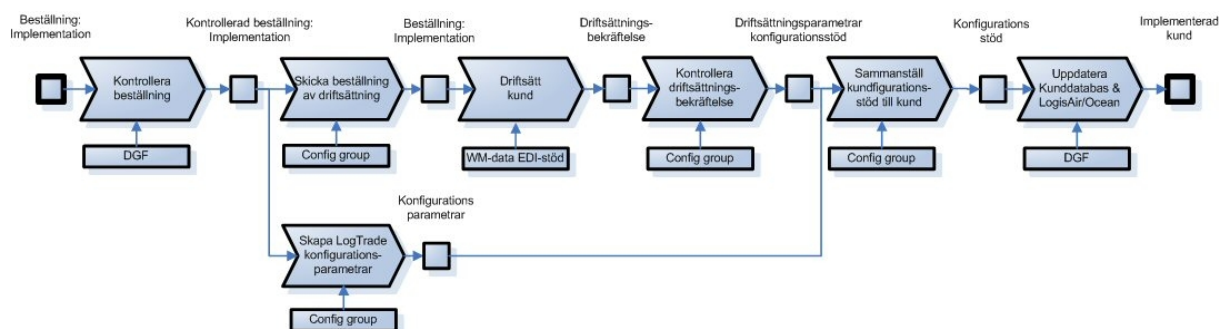 Beställning:
Implementation
Kontrollerad beställning:
Implementation
Beställning:
Implementation
Driftsättnings-
bekräftelse
Driftsättningsparametrar
konfigurationsstöd
Konfigurations
stöd
Implementerad
kund
Kontrollera
beställning
Skicka beställning
av driftsättning
Driftsätt
kund
Kontrollera
driftsättnings-
bekräftelse
Sammanställ
kundfigurations-
stöd till kund
Uppdatera
Kunddatabas &
LogisAir/Ocean
DGF
Config group
WM-data EDI-stöd
Config group
Config group
DGF
Konfigurations
parametrar
Skapa LogTrade
konfigurations-
parametrar
Config group